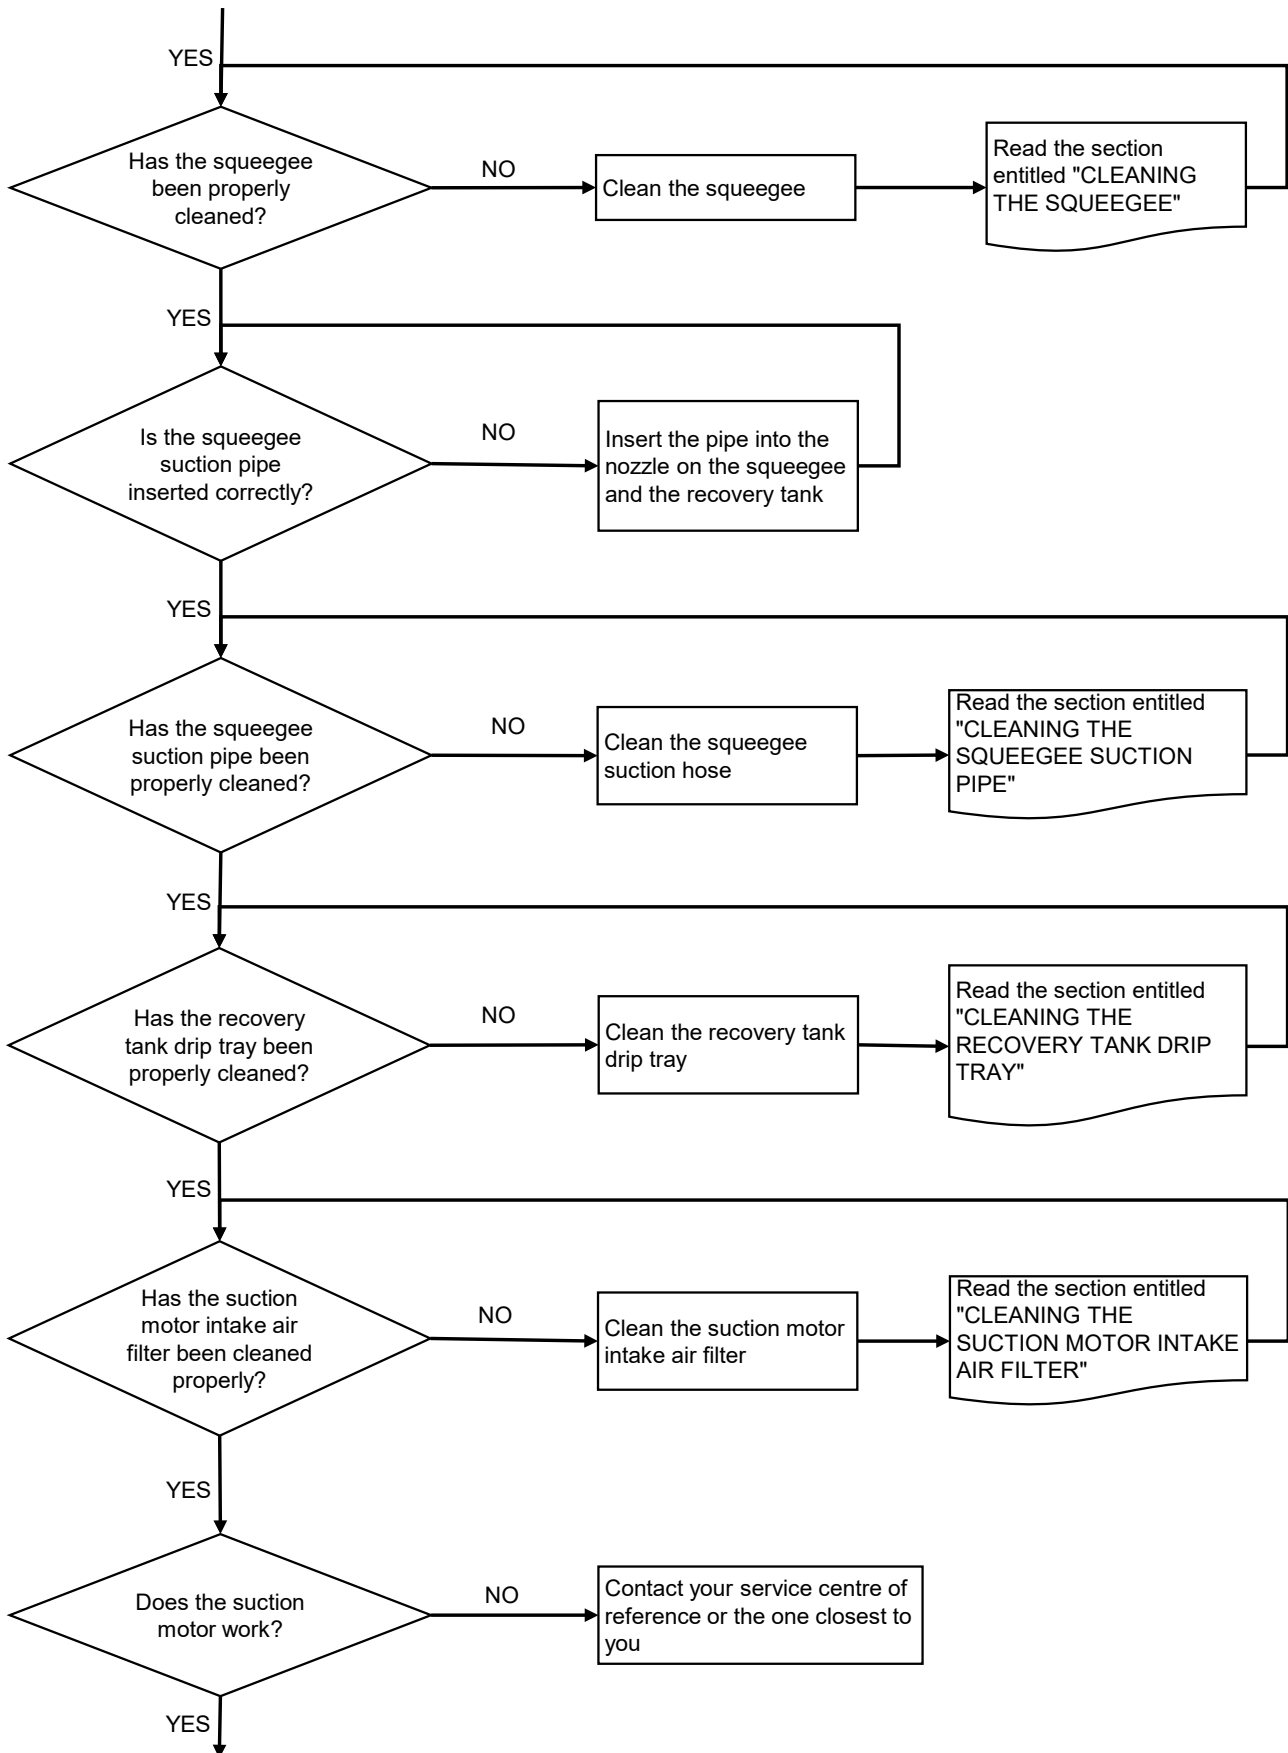 YES
Has the squeegee
been properly
cleaned?
NO
Clean the squeegee
Read the section
entitled "CLEANING
THE SQUEEGEE"
YES
Is the squeegee
suction pipe
inserted correctly?
NO
Insert the pipe into the
nozzle on the squeegee
and the recovery tank
YES
Has the squeegee
suction pipe been
properly cleaned?
NO
Clean the squeegee
suction hose
Read the section entitled
"CLEANING THE
SQUEEGEE SUCTION
PIPE"
YES
Has the recovery
tank drip tray been
properly cleaned?
NO
Clean the recovery tank
drip tray
Read the section entitled
"CLEANING THE
RECOVERY TANK DRIP
TRAY"
YES
Has the suction
motor intake air
filter been cleaned
properly?
NO
Clean the suction motor
intake air filter
Read the section entitled
"CLEANING THE
SUCTION MOTOR INTAKE
AIR FILTER"
YES
Does the suction
motor work?
NO
Contact your service centre of
reference or the one closest to
you
YES